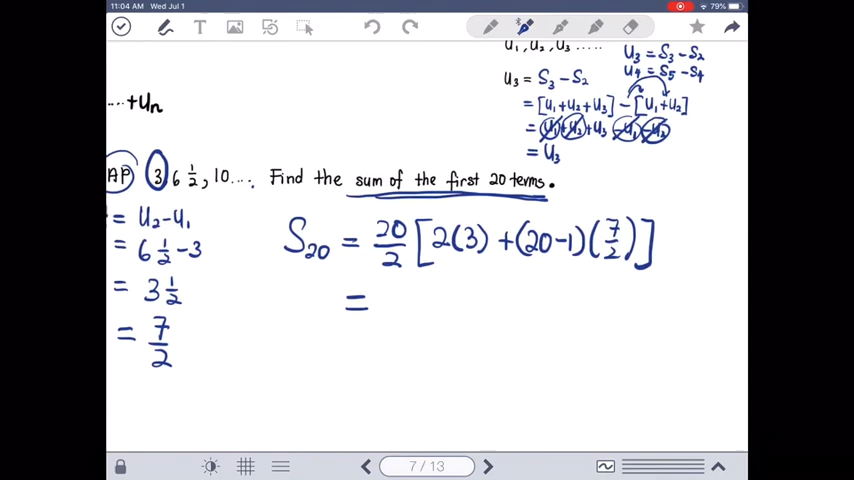 11:04 AM Wed Jul 1
79%
U₁, U₂, U₃ .....
U₃ = S₃ - S₂
U₄ = S₅ - S₄
U₃ = S₃ - S₂
= [U₁+U₂+U₃] - [U₁+U₂]
= U₁+U₂+U₃ -U₁ -U₂
= U₃
....+Un
AP 3, 6 1/2, 10.... Find the sum of the first 20 terms.
= U₂-U₁
= 6 1/2 - 3
= 3 1/2
= 7/2
S₂₀ = 20/2 [2(3) + (20-1)(7/2)]
=
7 / 13